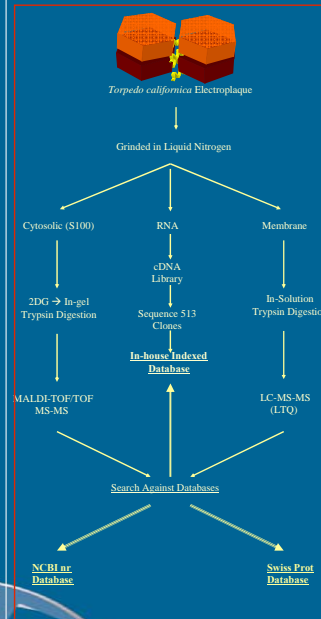 Torpedo californica Electroplaque
Grinded in Liquid Nitrogen
Cytosolic (S100)
RNA
Membrane
cDNA
Library
2DG → In-gel
Trypsin Digestion
In-Solution
Trypsin Digestio
Sequence 513
Clones
In-house Indexed
Database
MALDI-TOF/TOF
MS-MS
LC-MS-MS
(LTQ)
Search Against Databases
NCBI nr
Database
Swiss Prot
Database